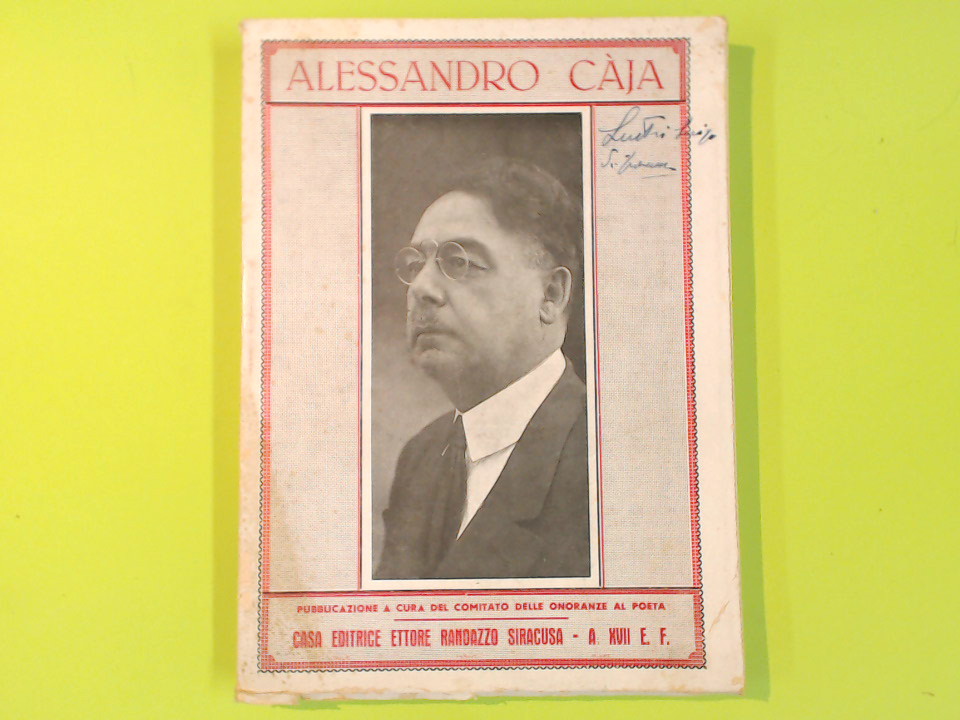 ALESSANDRO CÀJA
PUBBLICAZIONE A CURA DEL COMITATO DELLE ONORANZE AL POETA
CASA EDITRICE ETTORE RANDAZZO SIRACUSA - A. XVII E. F.